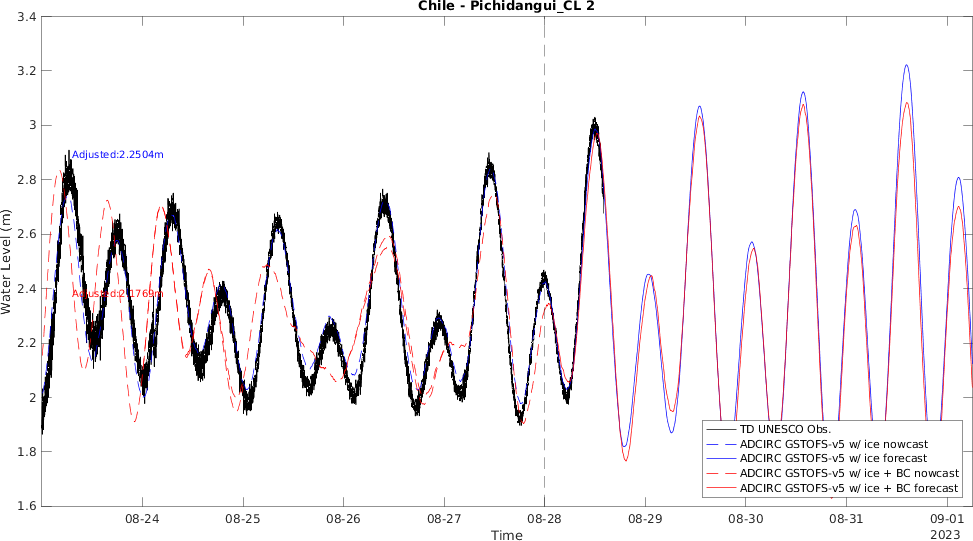 Chile - Pichidangui_CL 2
3.4
3.2
3
2.8
2.6
2.4
2.2
2
1.8
1.6
Water Level (m)
Adjusted:2.2504m
Adjusted:2.1769m
TD UNESCO Obs.
ADCIRC GSTOFS-v5 w/ ice nowcast
ADCIRC GSTOFS-v5 w/ ice forecast
ADCIRC GSTOFS-v5 w/ ice + BC nowcast
ADCIRC GSTOFS-v5 w/ ice + BC forecast
08-24 08-25 08-26 08-27 08-28 08-29 08-30 08-31 09-01
2023
Time